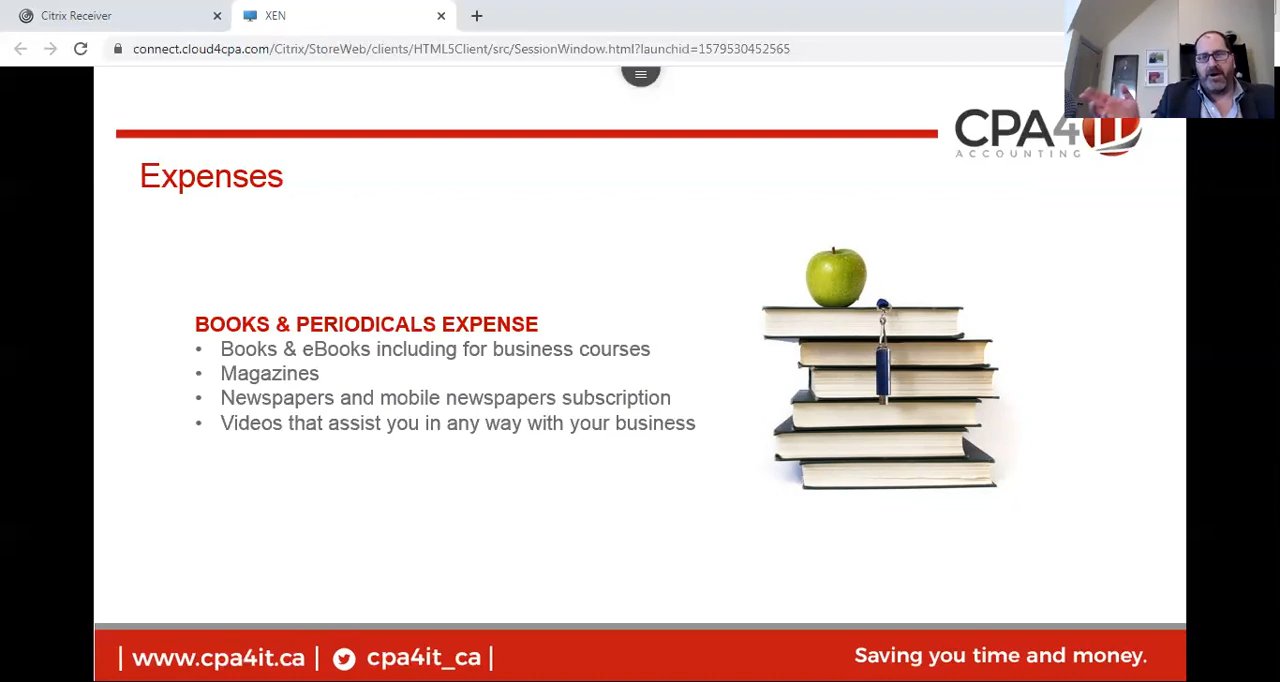 Citrix Receiver
XEN
connect.cloud4cpa.com/Citrix/StoreWeb/clients/HTML5Client/src/SessionWindow.html?launchid=1579530452565
CPA4it
ACCOUNTING
Expenses
BOOKS & PERIODICALS EXPENSE
• Books & eBooks including for business courses
• Magazines
• Newspapers and mobile newspapers subscription
• Videos that assist you in any way with your business
| www.cpa4it.ca | cpa4it_ca |
Saving you time and money.